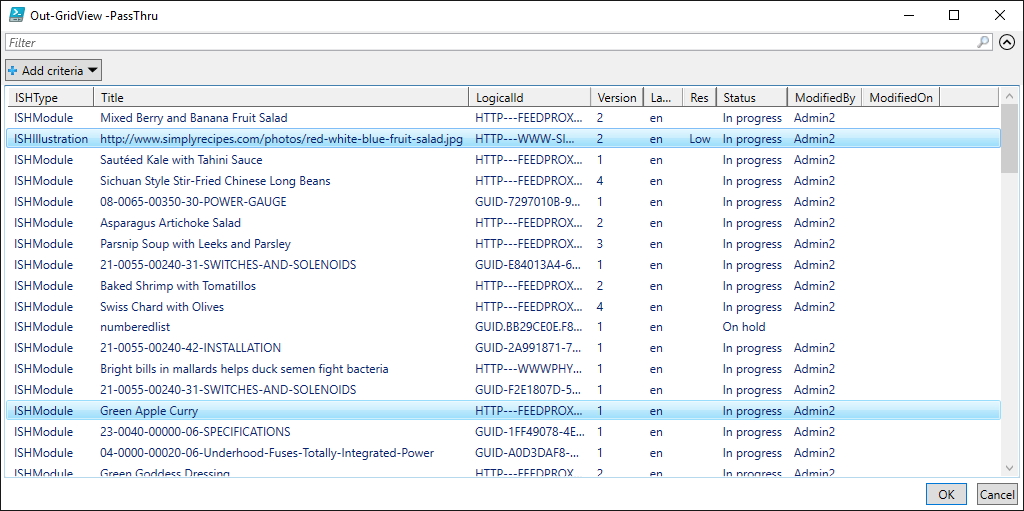 Out-GridView -PassThru
Filter
Add criteria
ISHType Title LogicalId Version La... Res Status ModifiedBy ModifiedOn
ISHModule Mixed Berry and Banana Fruit Salad HTTP---FEEDPROX... 2 en In progress Admin2
ISHIllustration http://www.simplyrecipes.com/photos/red-white-blue-fruit-salad.jpg HTTP---WWW-SI... 2 en Low In progress Admin2
ISHModule Sautéed Kale with Tahini Sauce HTTP---FEEDPROX... 1 en In progress Admin2
ISHModule Sichuan Style Stir-Fried Chinese Long Beans HTTP---FEEDPROX... 4 en In progress Admin2
ISHModule 08-0065-00350-30-POWER-GAUGE GUID-7297010B-9... 1 en In progress Admin2
ISHModule Asparagus Artichoke Salad HTTP---FEEDPROX... 2 en In progress Admin2
ISHModule Parsnip Soup with Leeks and Parsley HTTP---FEEDPROX... 3 en In progress Admin2
ISHModule 21-0055-00240-31-SWITCHES-AND-SOLENOIDS GUID-E84013A4-6... 1 en In progress Admin2
ISHModule Baked Shrimp with Tomatillos HTTP---FEEDPROX... 2 en In progress Admin2
ISHModule Swiss Chard with Olives HTTP---FEEDPROX... 4 en In progress Admin2
ISHModule numberedlist GUID.BB29CE0E.F8... 1 en On hold
ISHModule 21-0055-00240-42-INSTALLATION GUID-2A991871-7... 1 en In progress Admin2
ISHModule Bright bills in mallards helps duck semen fight bacteria HTTP---WWWPHY... 1 en In progress Admin2
ISHModule 21-0055-00240-31-SWITCHES-AND-SOLENOIDS GUID-F2E1807D-5... 1 en In progress Admin2
ISHModule Green Apple Curry HTTP---FEEDPROX... 1 en In progress Admin2
ISHModule 23-0040-00000-06-SPECIFICATIONS GUID-1FF49078-4E... 1 en In progress Admin2
ISHModule 04-0000-00020-06-Underhood-Fuses-Totally-Integrated-Power GUID-A0D3DAF8-... 1 en In progress Admin2
ISHModule Green Goddess Dressing HTTP---FEEDPROX... 2 en In progress Admin2
OK Cancel